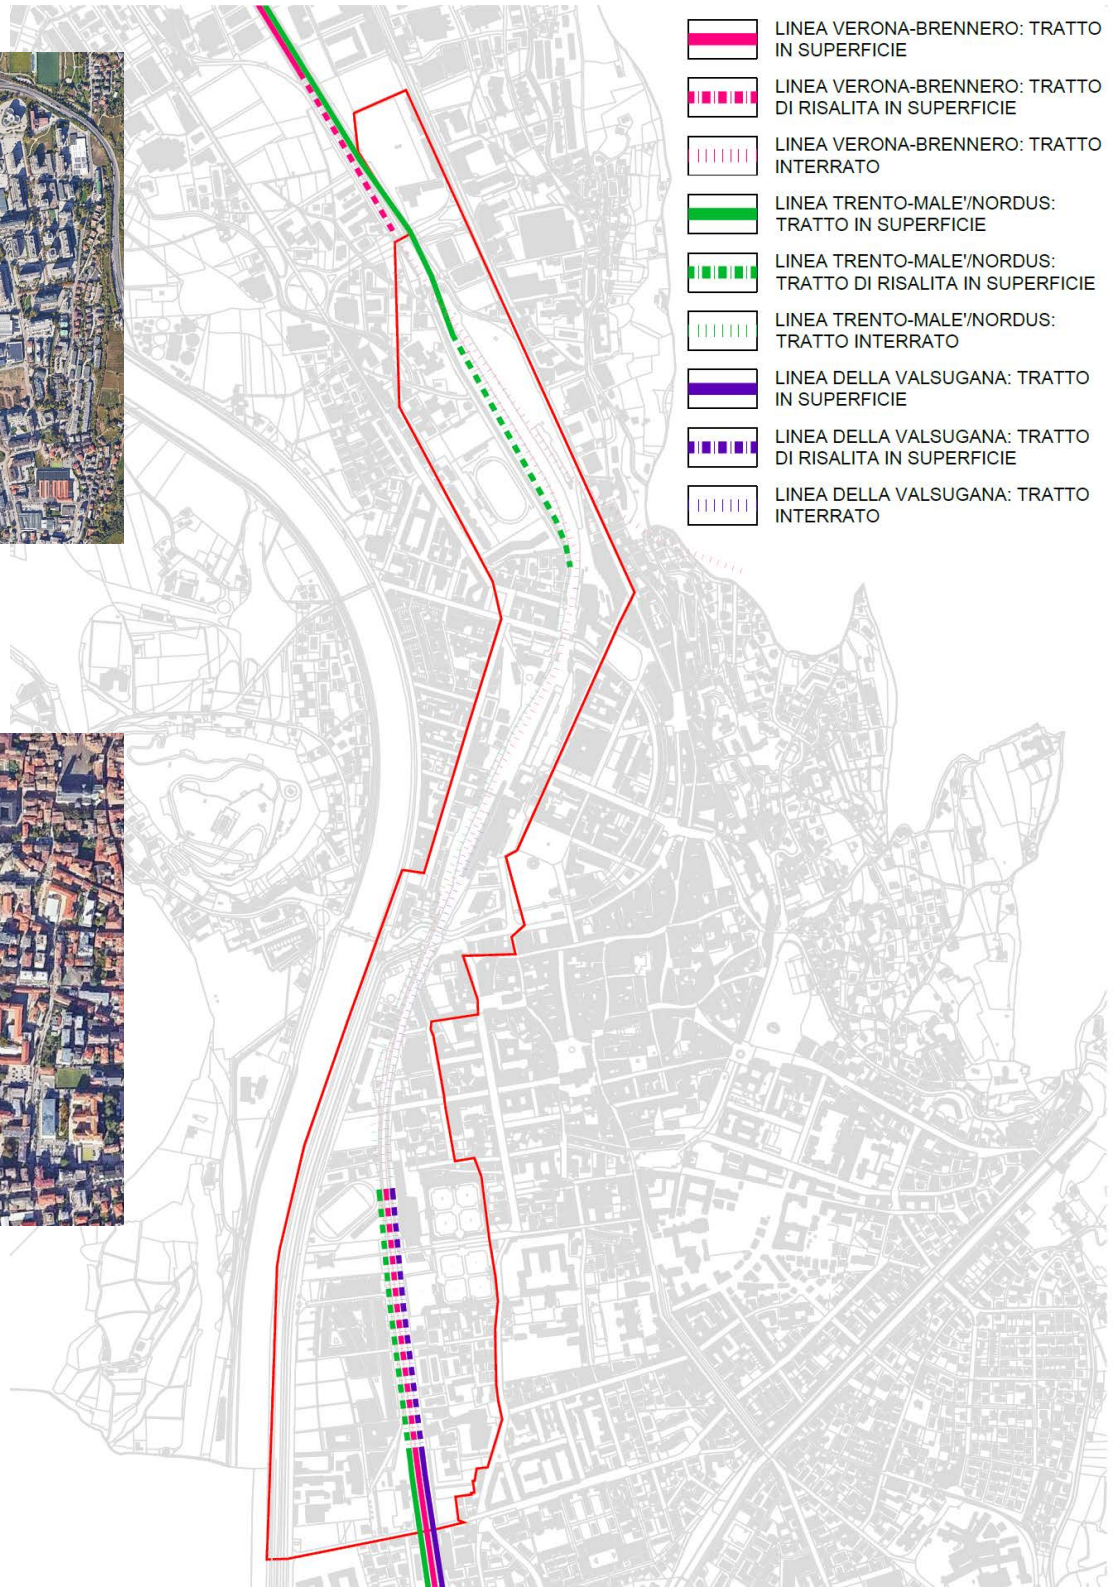 LINEA VERONA-BRENNERO: TRATTO
IN SUPERFICIE
LINEA VERONA-BRENNERO: TRATTO
DI RISALITA IN SUPERFICIE
LINEA VERONA-BRENNERO: TRATTO
INTERRATO
LINEA TRENTO-MALE'/NORDUS:
TRATTO IN SUPERFICIE
LINEA TRENTO-MALE'/NORDUS:
TRATTO DI RISALITA IN SUPERFICIE
LINEA TRENTO-MALE'/NORDUS:
TRATTO INTERRATO
LINEA DELLA VALSUGANA: TRATTO
IN SUPERFICIE
LINEA DELLA VALSUGANA: TRATTO
DI RISALITA IN SUPERFICIE
LINEA DELLA VALSUGANA: TRATTO
INTERRATO